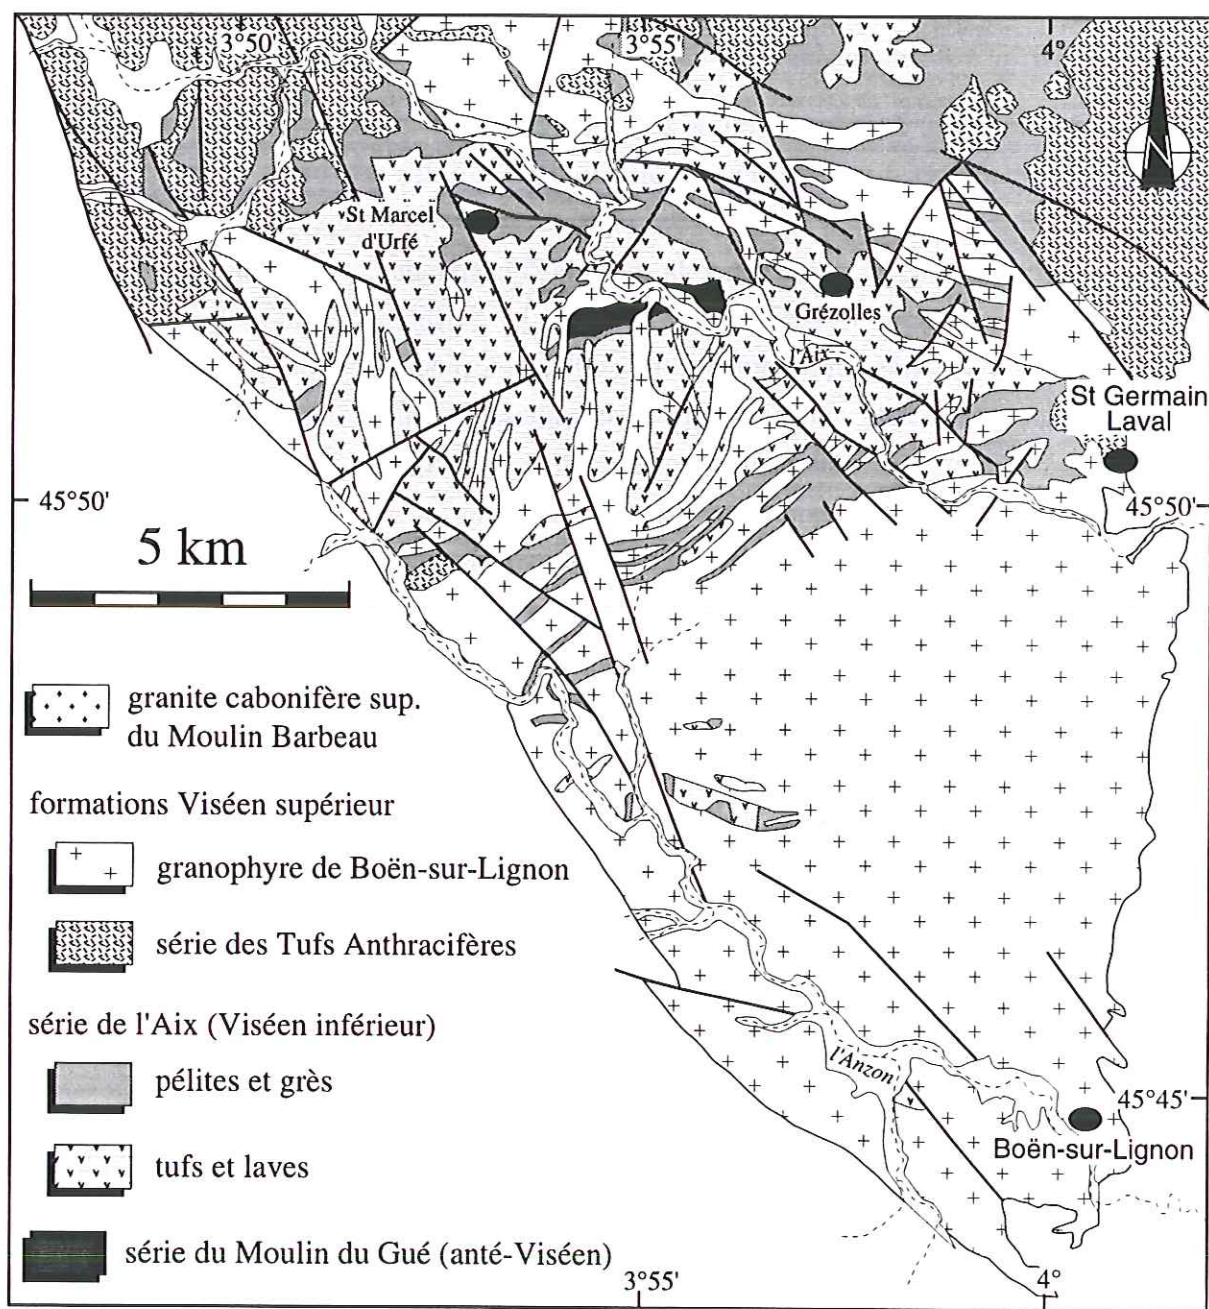 3°50'
3°55'
4°
St Marcel
d'Urfé
Grézolles
l'Aix
St Germain
Laval
45°50'
45°50'
5 km
granite cabonifère sup.
du Moulin Barbeau
formations Viséen supérieur
granophyre de Boën-sur-Lignon
série des Tufs Anthracifères
série de l'Aix (Viséen inférieur)
pélites et grès
l'Anzon
45°45'
Boën-sur-Lignon
tufs et laves
série du Moulin du Gué (anté-Viséen)
3°55'
4°
N